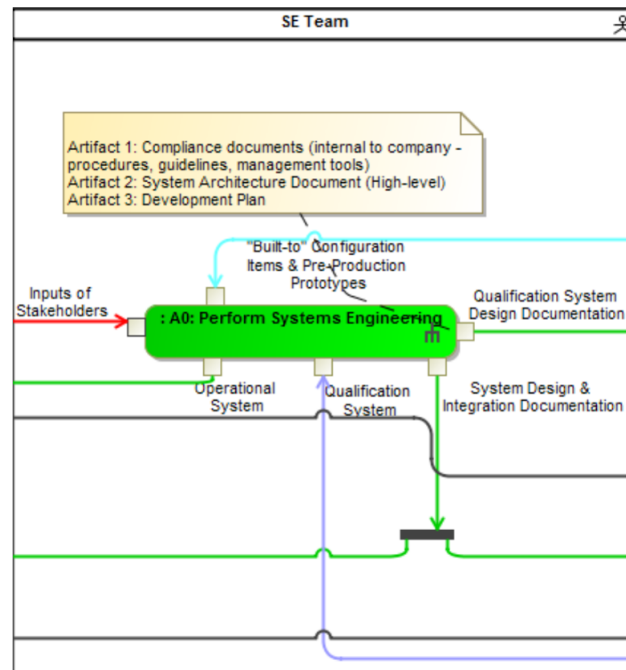 SE Team
Artifact 1: Compliance documents (internal to company -
procedures, guidelines, management tools)
Artifact 2: System Architecture Document (High-level)
Artifact 3: Development Plan
"Built-to" Configuration
Items & Pre-Production
Prototypes
Inputs of
Stakeholders
: A0: Perform Systems Engineering
Qualification System
Design Documentation
Operational
System
Qualification
System
System Design &
Integration Documentation